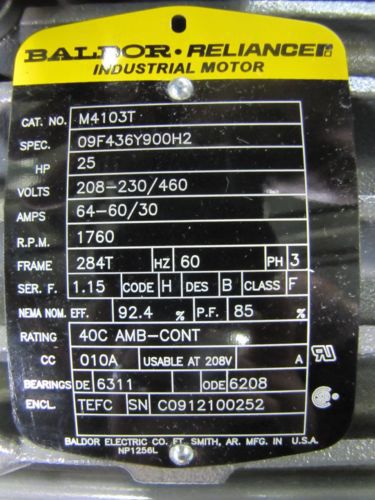 BALDOR • RELIANCER
INDUSTRIAL MOTOR
CAT. NO. M4103T
SPEC. 09F436Y900H2
HP 25
VOLTS 208-230/460
AMPS 64-60/30
R.P.M. 1760
FRAME 284T HZ 60 PH 3
SER. F. 1.15 CODE H DES B CLASS F
NEMA NOM. EFF. 92.4 % P.F. 85 %
RATING 40C AMB-CONT
CC 010A USABLE AT 208V A
BEARINGS DE 6311 ODE 6208
ENCL. TEFC SN C0912100252
BALDOR ELECTRIC CO. FT. SMITH, AR. MFG. IN U.S.A.
NP1256L